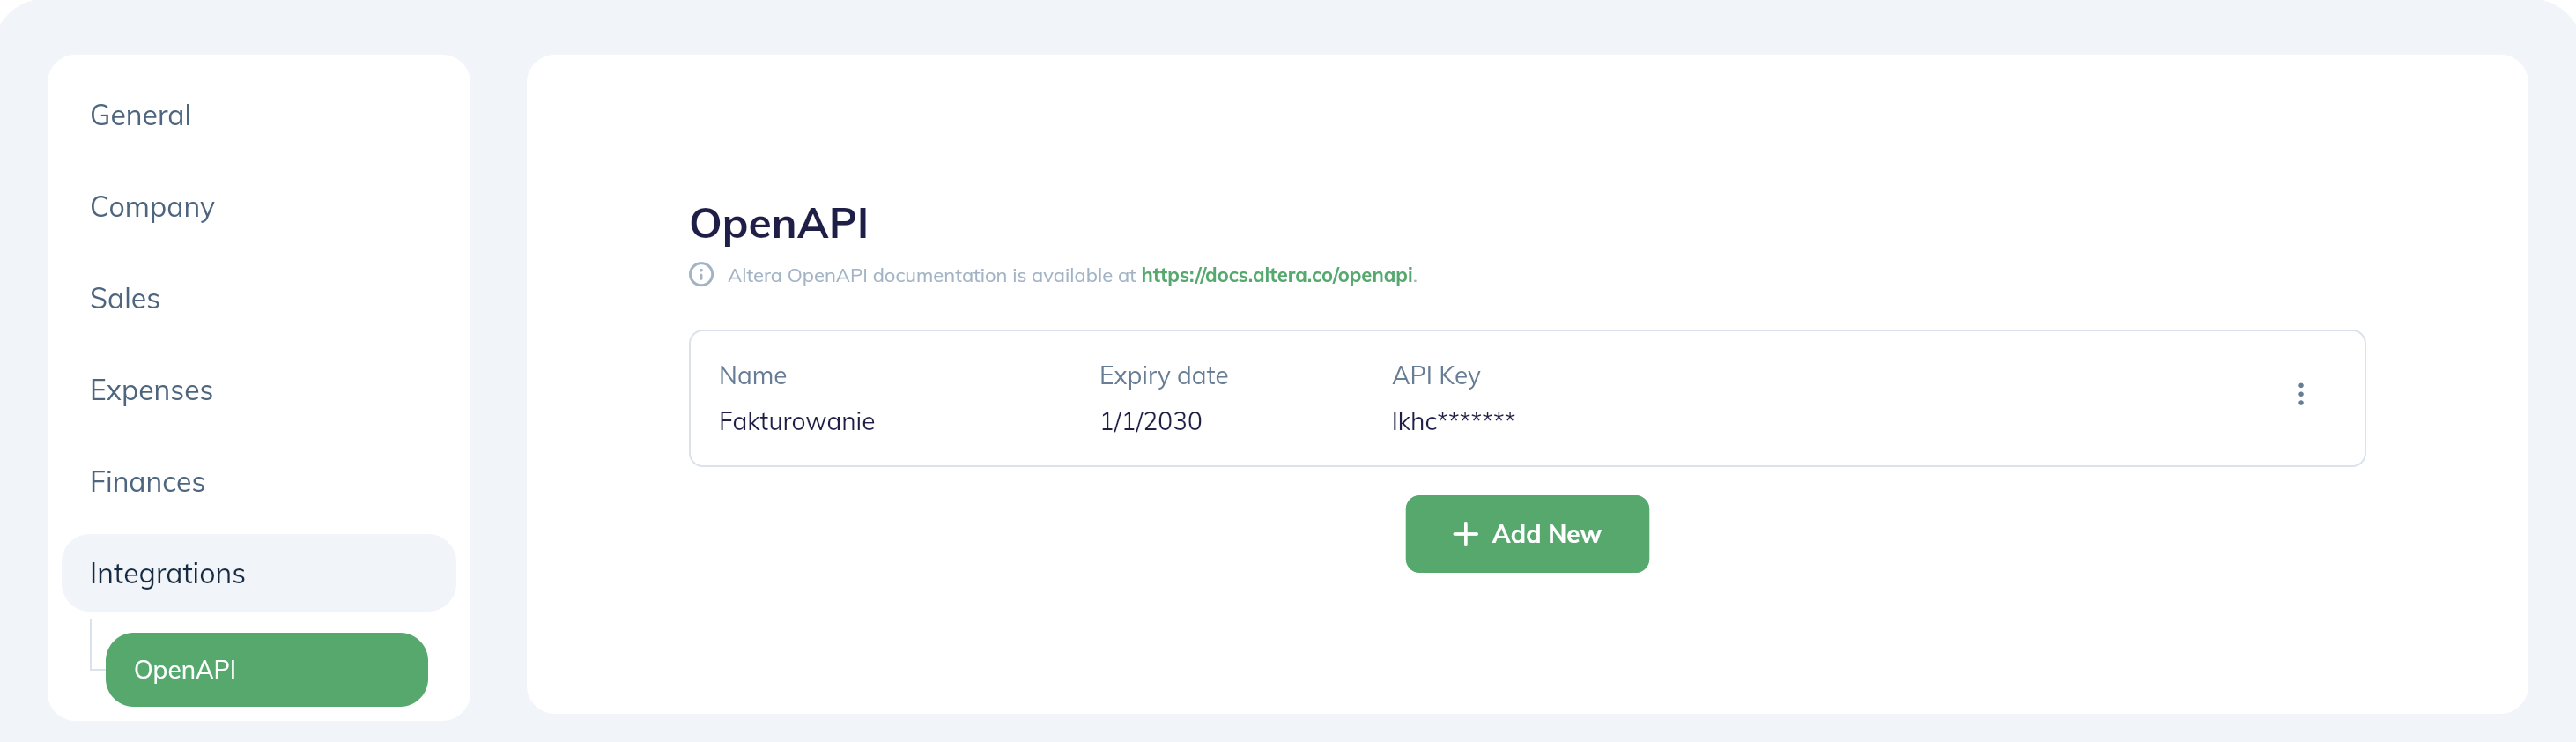 General
Company
Sales
Expenses
Finances
Integrations
OpenAPI
OpenAPI
Altera OpenAPI documentation is available at https://docs.altera.co/openapi.
Name Expiry date API Key
Fakturowanie 1/1/2030 lkhc*******
Add New